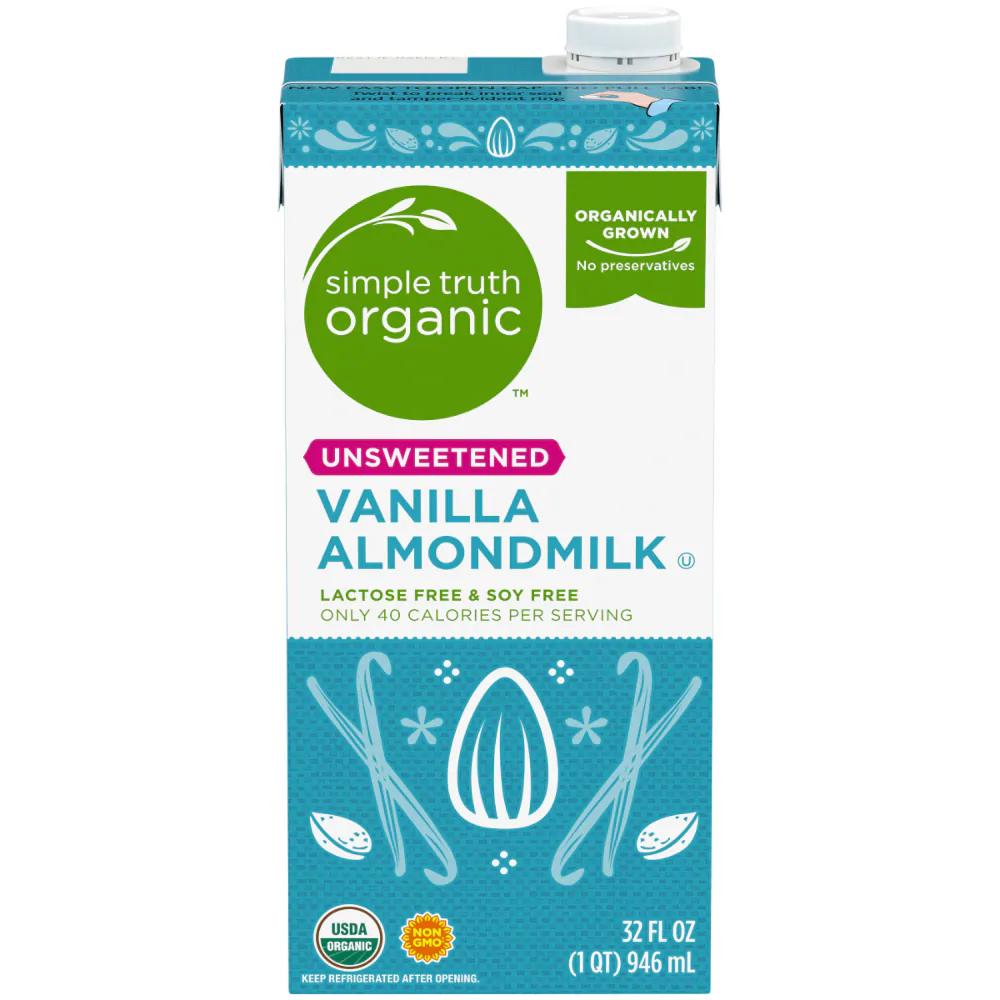 NEW EASY TO OPEN CAP
Twist to break inner seal
and tamper-evident ring
simple truth
organic
TM
ORGANICALLY
GROWN
No preservatives
UNSWEETENED
VANILLA
ALMONDMILK U
LACTOSE FREE & SOY FREE
ONLY 40 CALORIES PER SERVING
USDA
ORGANIC
NON
GMO
KEEP REFRIGERATED AFTER OPENING.
32 FL OZ
(1 QT) 946 mL